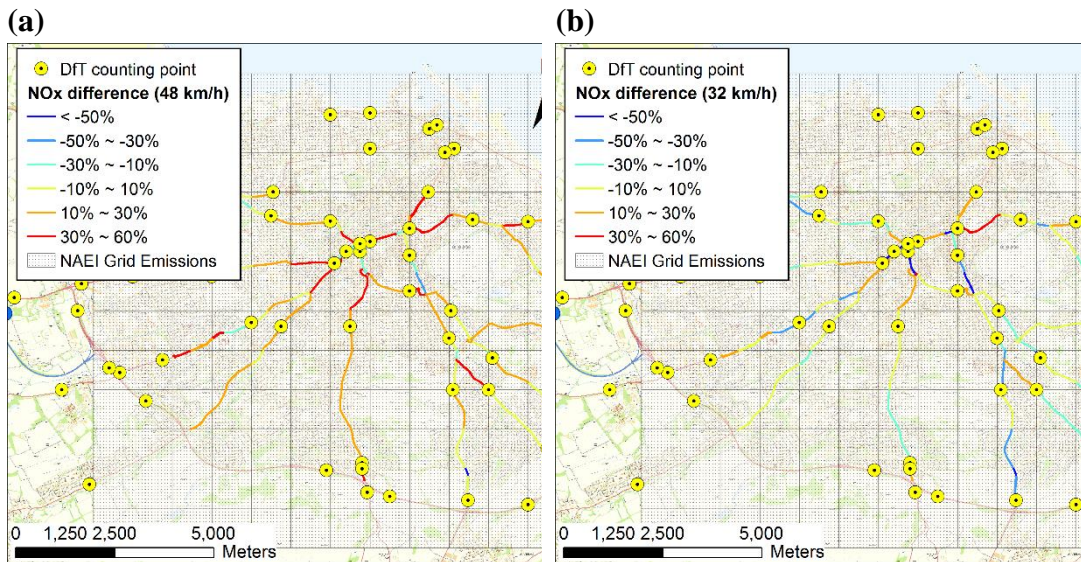 (a)
DfT counting point
NOx difference (48 km/h)
< -50%
-50% ~ -30%
-30% ~ -10%
-10% ~ 10%
10% ~ 30%
30% ~ 60%
NAEI Grid Emissions
1,250 2,500 5,000
Meters
(b)
DfT counting point
NOx difference (32 km/h)
< -50%
-50% ~ -30%
-30% ~ -10%
-10% ~ 10%
10% ~ 30%
30% ~ 60%
NAEI Grid Emissions
1,250 2,500 5,000
Meters